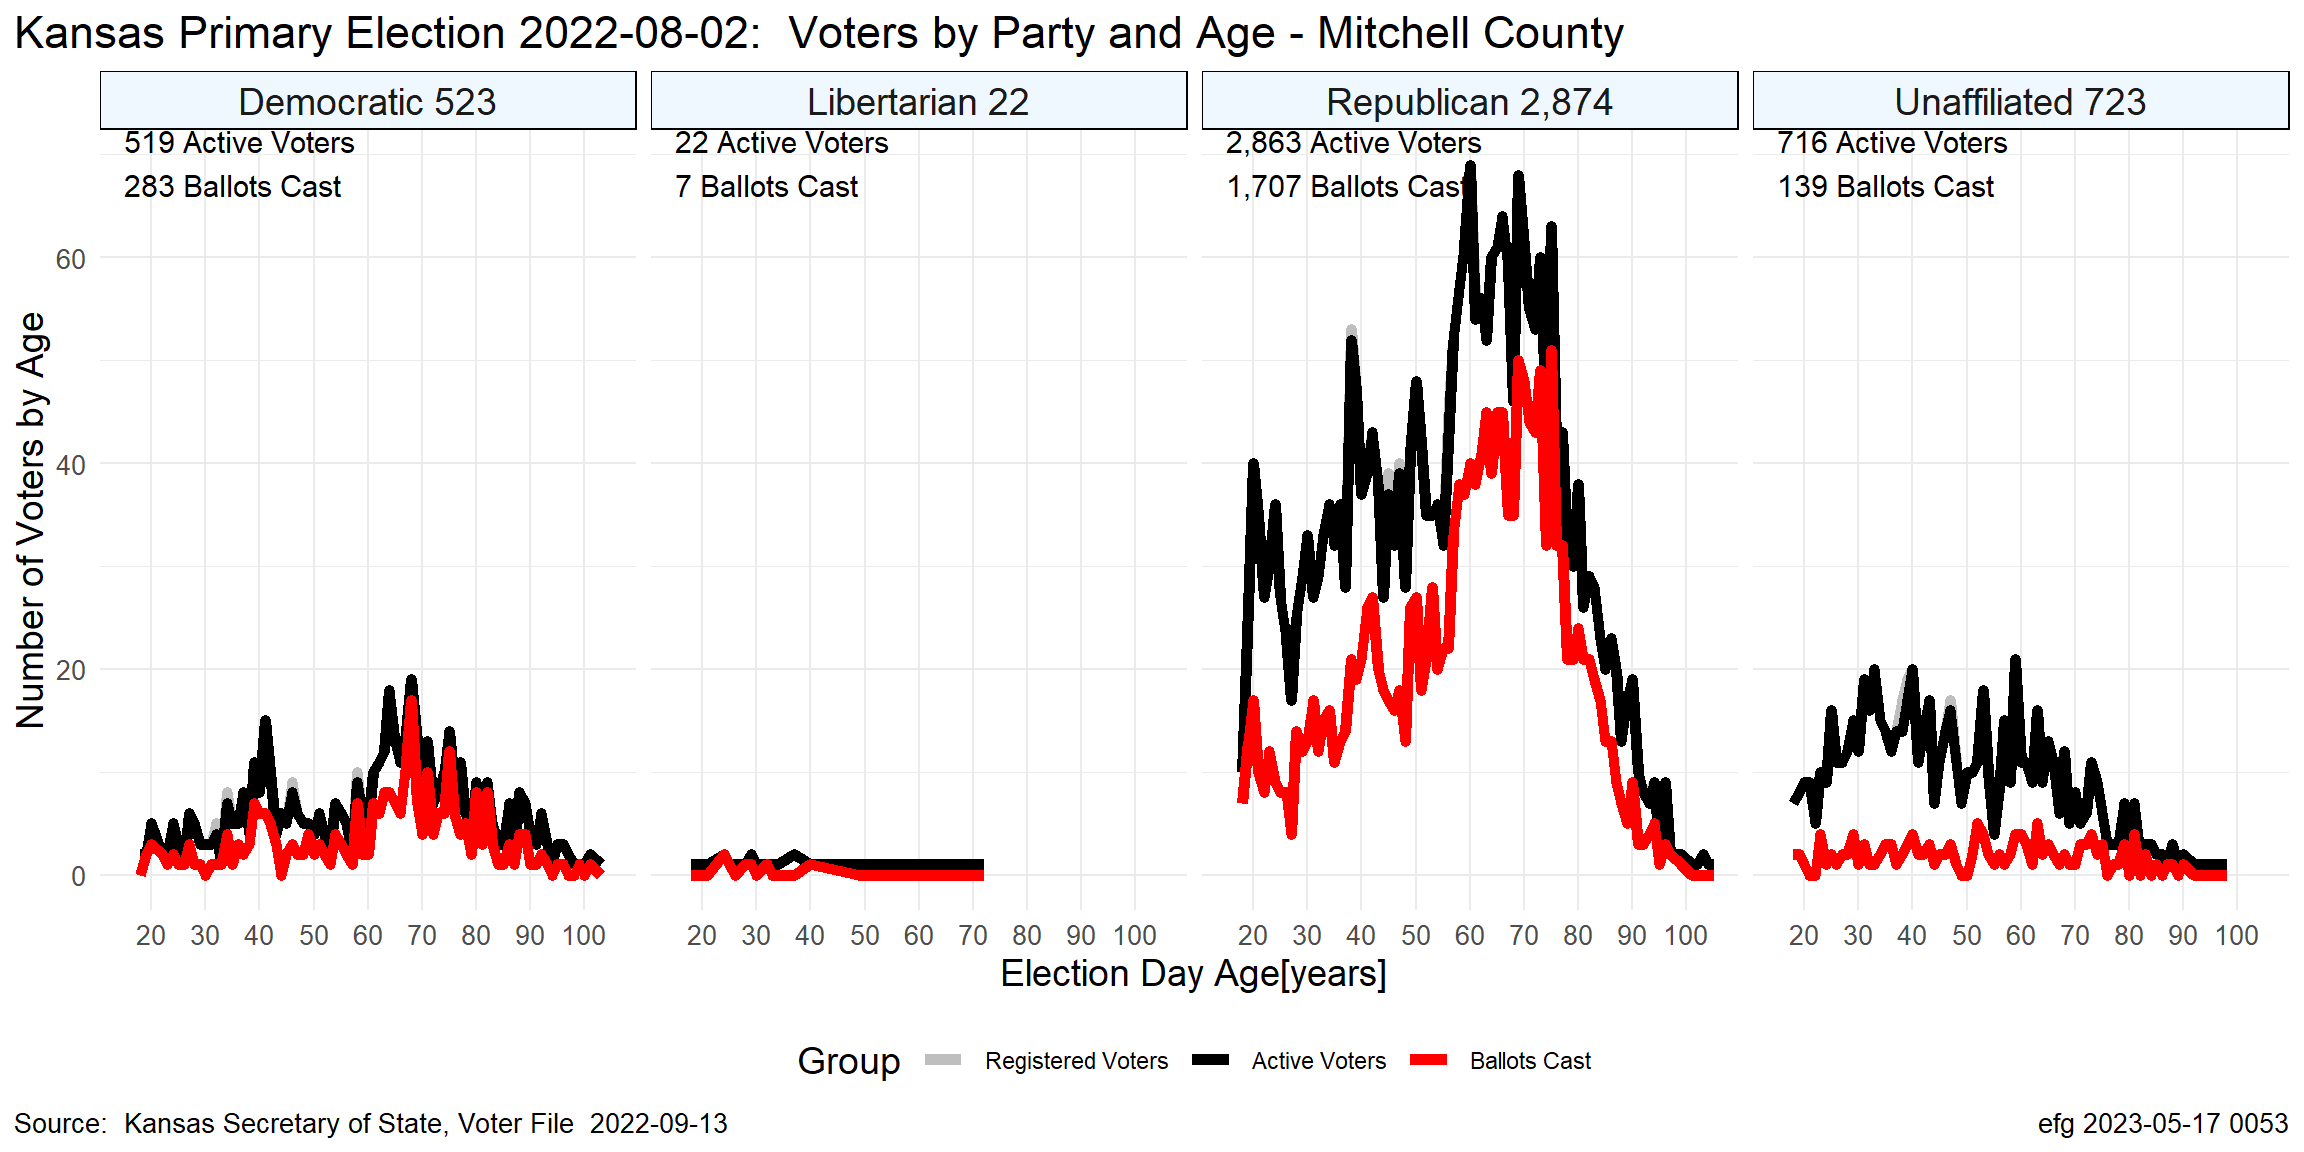 Kansas Primary Election 2022-08-02:  Voters by Party and Age - Mitchell County
Democratic 523
Libertarian 22
Republican 2,874
Unaffiliated 723
519 Active Voters
283 Ballots Cast
22 Active Voters
7 Ballots Cast
2,863 Active Voters
1,707 Ballots Cast
716 Active Voters
139 Ballots Cast
Number of Voters by Age
60
40
20
0
20 30 40 50 60 70 80 90 100
20 30 40 50 60 70 80 90 100
20 30 40 50 60 70 80 90 100
20 30 40 50 60 70 80 90 100
Election Day Age[years]
Group Registered Voters Active Voters Ballots Cast
Source:  Kansas Secretary of State, Voter File  2022-09-13
efg 2023-05-17 0053